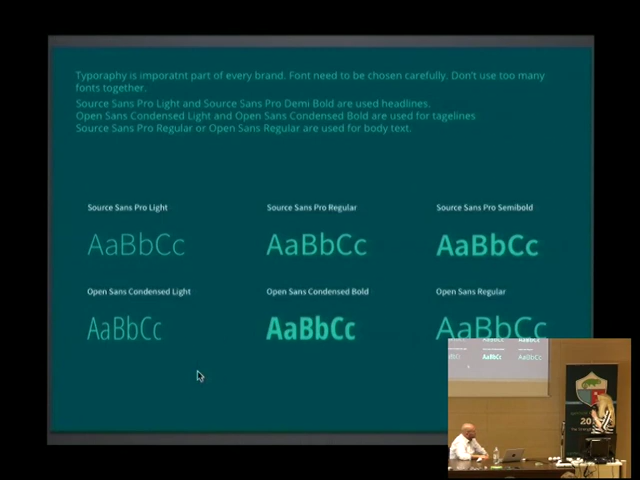 Typoraphy is imporatnt part of every brand. Font need to be chosen carefully. Don't use too many
fonts together.
Source Sans Pro Light and Source Sans Pro Demi Bold are used headlines.
Open Sans Condensed Light and Open Sans Condensed Bold are used for tagelines
Source Sans Pro Regular or Open Sans Regular are used for body text.
Source Sans Pro Light
Source Sans Pro Regular
Source Sans Pro Semibold
AaBbCc
AaBbCc
AaBbCc
Open Sans Condensed Light
Open Sans Condensed Bold
Open Sans Regular
AaBbCc
AaBbCc
AaBbCc
AaBbCc
AaBbCc